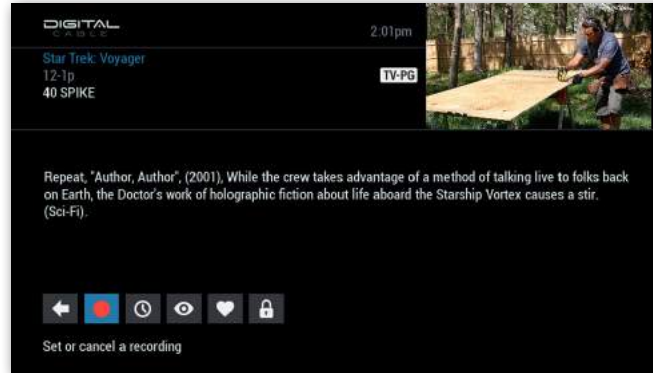 DIGITAL
CABLE
2:01pm
Star Trek: Voyager
12-1p
TV-PG
40 SPIKE
Repeat, "Author, Author", (2001), While the crew takes advantage of a method of talking live to folks back
on Earth, the Doctor's work of holographic fiction about life aboard the Starship Vortex causes a stir.
(Sci-Fi).
Set or cancel a recording